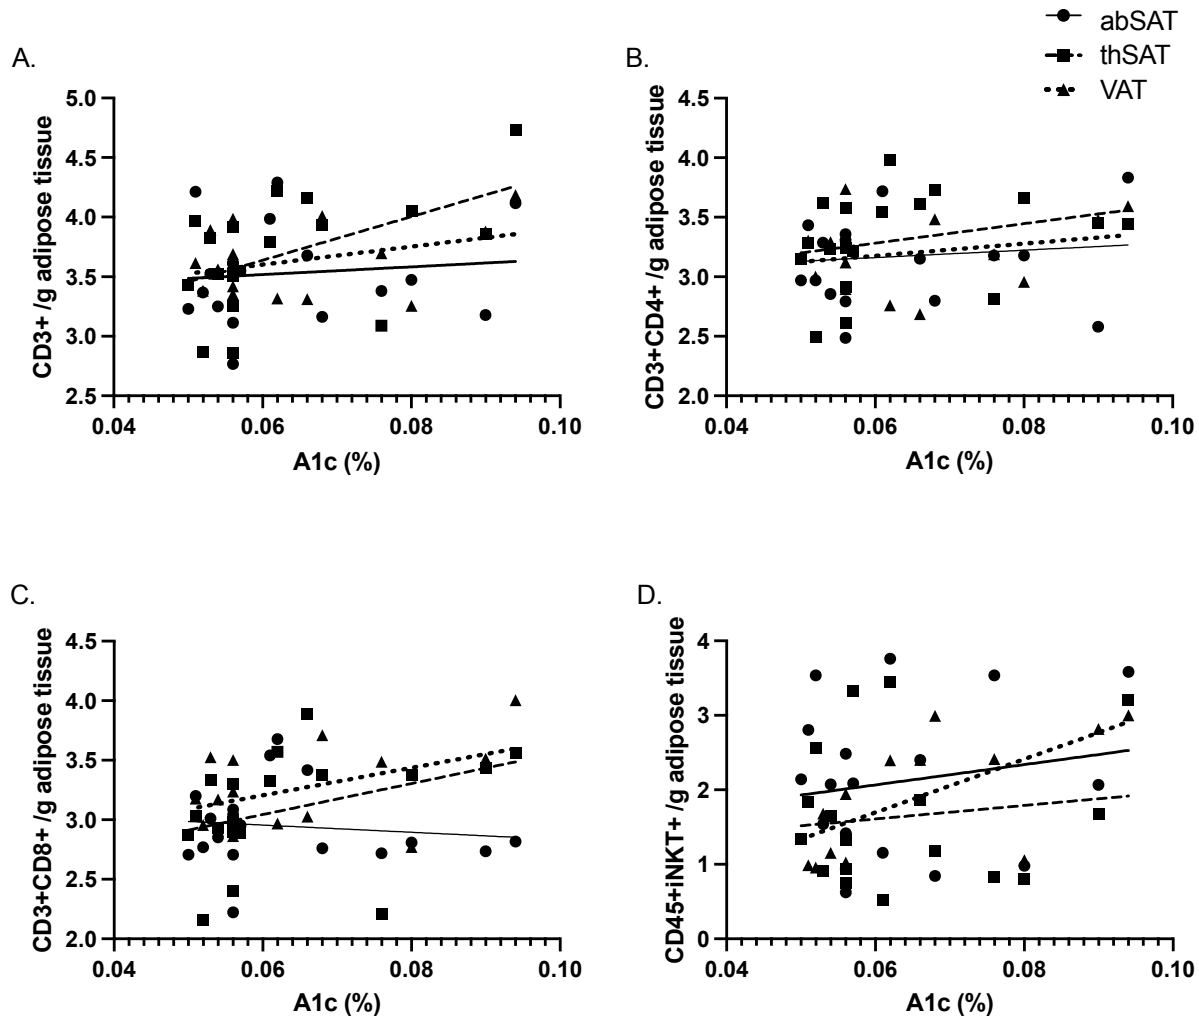 abSAT
thSAT
VAT
A.
CD3+ /g adipose tissue
5.0
4.5
4.0
3.5
3.0
2.5
0.04
0.06
0.08
0.10
A1c (%)
B.
CD3+CD4+ /g adipose tissue
4.5
4.0
3.5
3.0
2.5
2.0
0.04
0.06
0.08
0.10
A1c (%)
C.
CD3+CD8+ /g adipose tissue
4.5
4.0
3.5
3.0
2.5
2.0
0.04
0.06
0.08
0.10
A1c (%)
D.
CD45+iNKT+ /g adipose tissue
4
3
2
1
0
0.04
0.06
0.08
0.10
A1c (%)